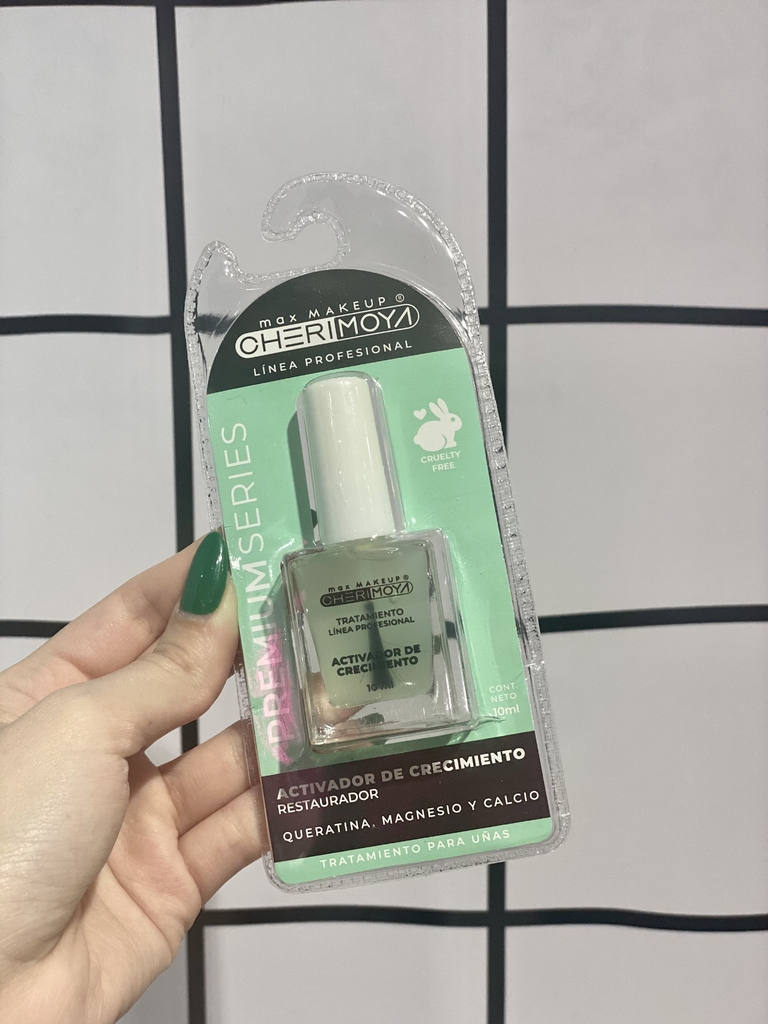 max MAKEUP ®
CHERIMOYA
LÍNEA PROFESIONAL
PREMIUM SERIES
CRUELTY
FREE
max MAKEUP ®
CHERIMOYA
TRATAMIENTO
LÍNEA PROFESIONAL
ACTIVADOR DE
CRECIMIENTO
10 ml
CONT.
NETO
10ml
ACTIVADOR DE CRECIMIENTO
RESTAURADOR
QUERATINA, MAGNESIO Y CALCIO
TRATAMIENTO PARA UÑAS